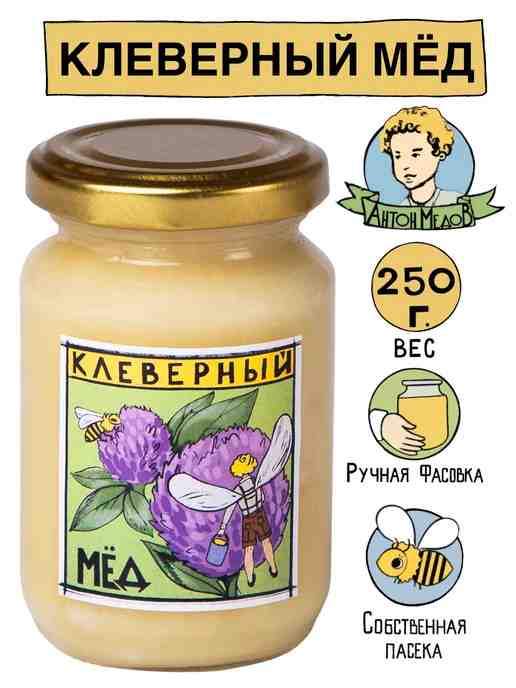 КЛЕВЕРНЫЙ МЁД
АНТОН МЕДОВ
250
Г.
ВЕС
РУЧНАЯ ФАСОВКА
СОБСТВЕННАЯ
ПАСЕКА
КЛЕВЕРНЫЙ
МЁД